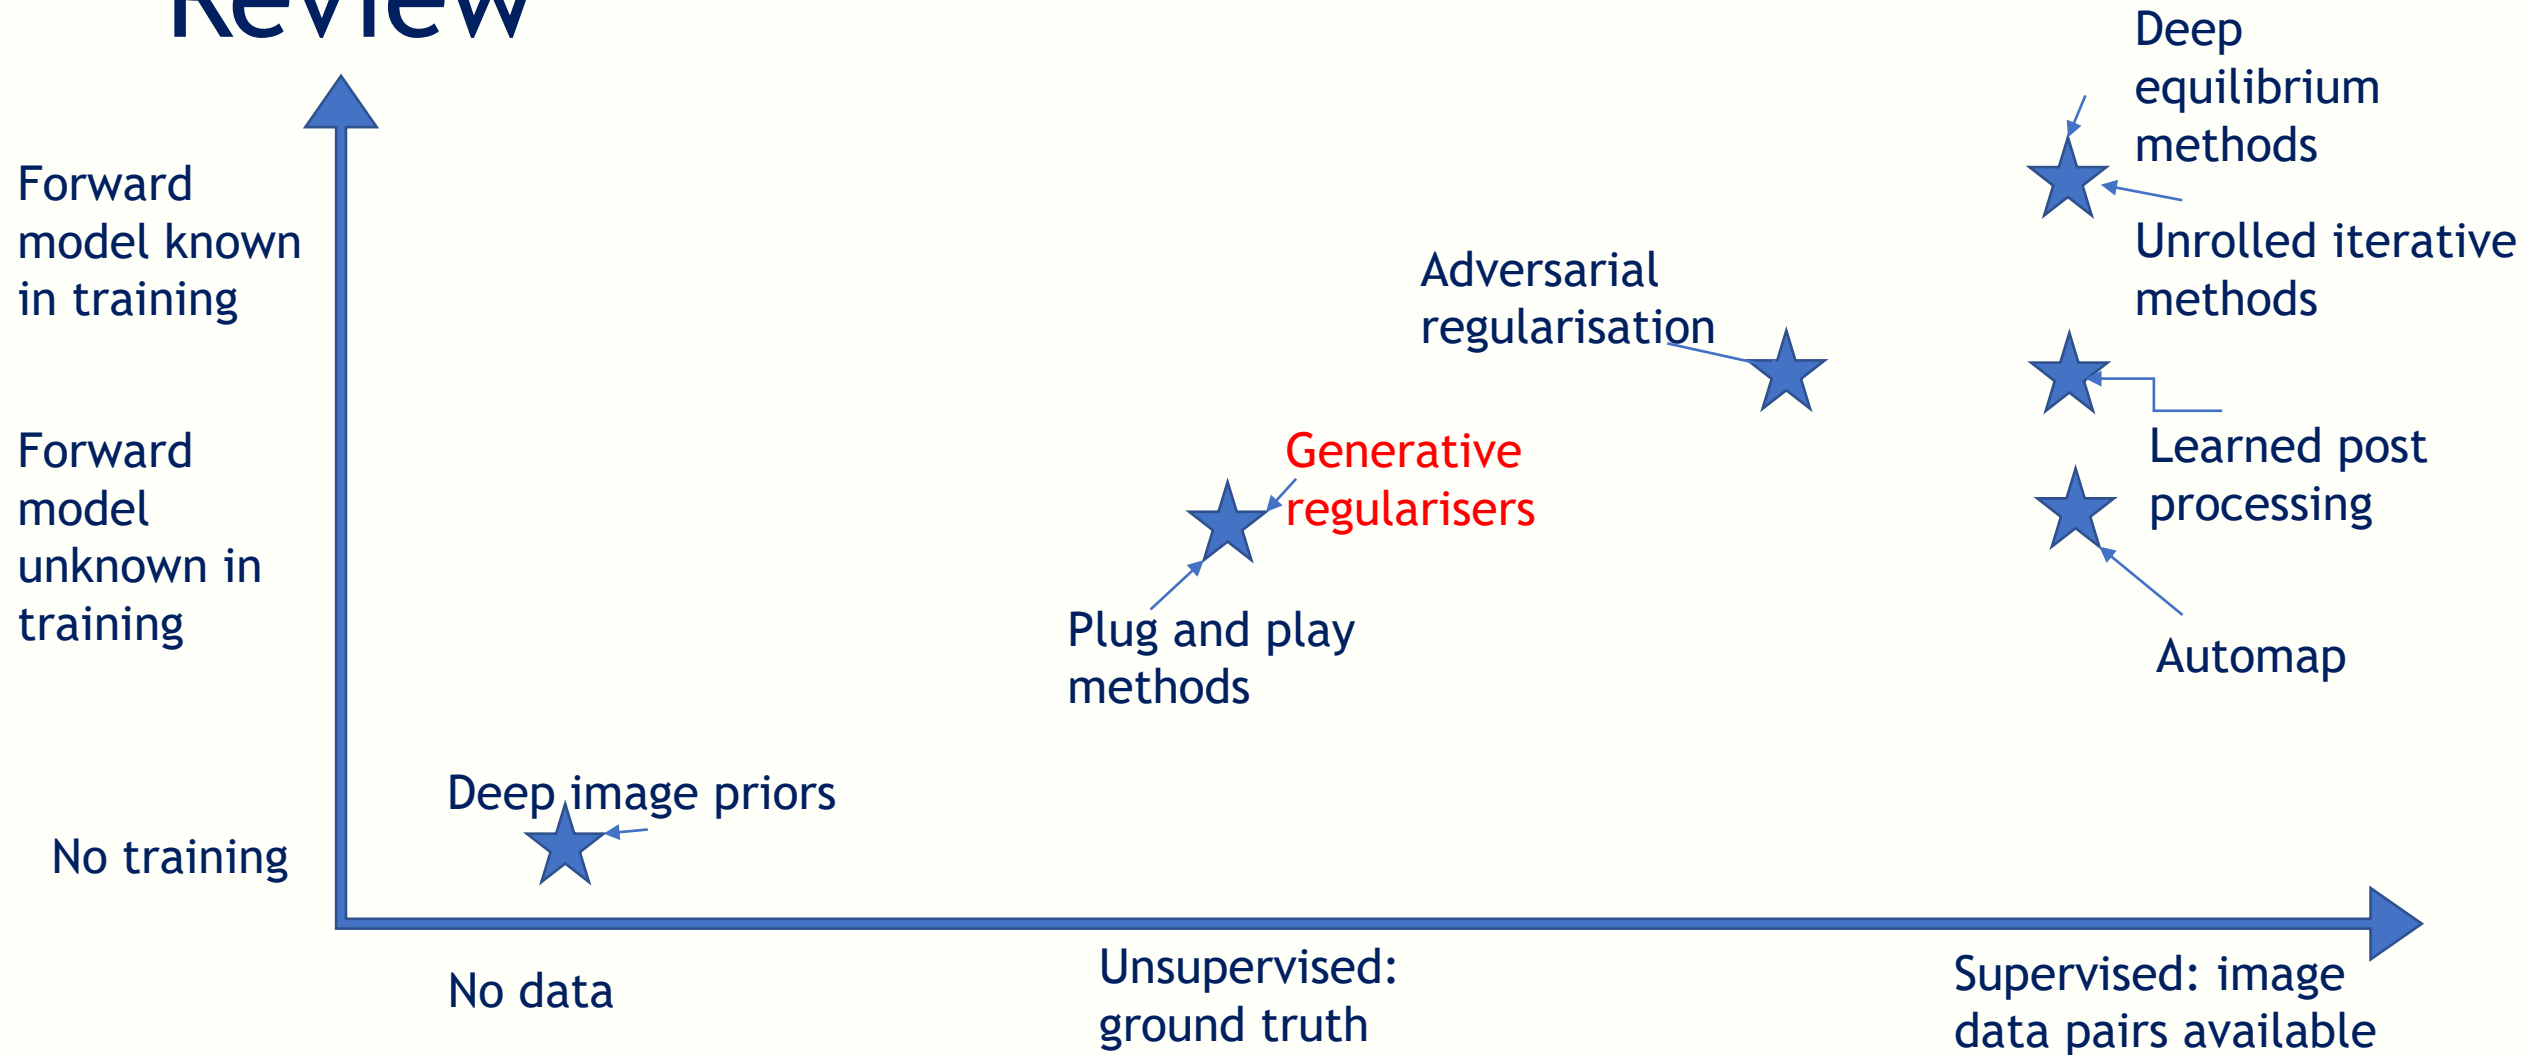 Review
Deep
equilibrium
methods
Forward
model known
in training
Unrolled iterative
methods
Adversarial
regularisation
Forward
model
unknown in
training
Generative
regularisers
Learned post
processing
Plug and play
methods
Automap
Deep image priors
No training
No data
Unsupervised:
ground truth
Supervised: image
data pairs available